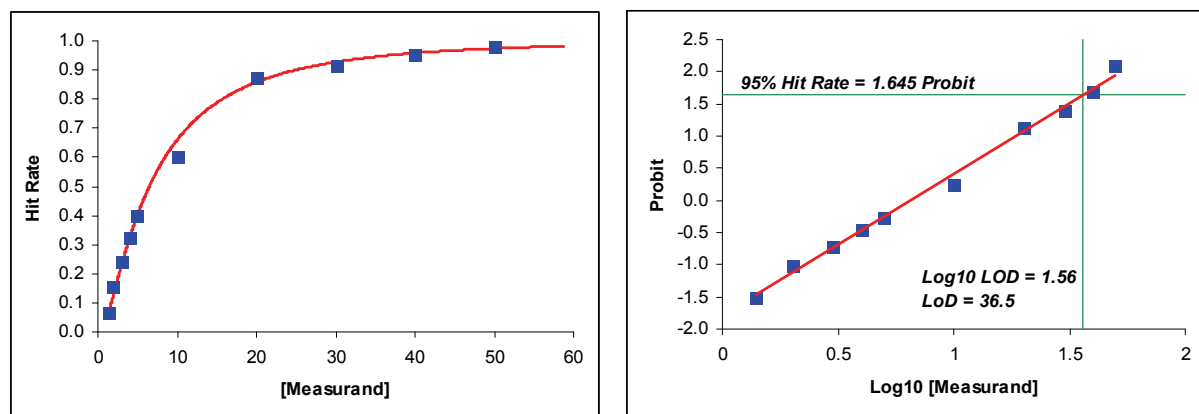 1.0
0.9
0.8
0.7
0.6
0.5
0.4
0.3
0.2
0.1
0.0
Hit Rate
0 10 20 30 40 50 60
[Measurand]
2.5
2.0
1.5
1.0
0.5
0.0
-0.5
-1.0
-1.5
-2.0
Probit
95% Hit Rate = 1.645 Probit
Log10 LOD = 1.56
LoD = 36.5
0 0.5 1 1.5 2
Log10 [Measurand]